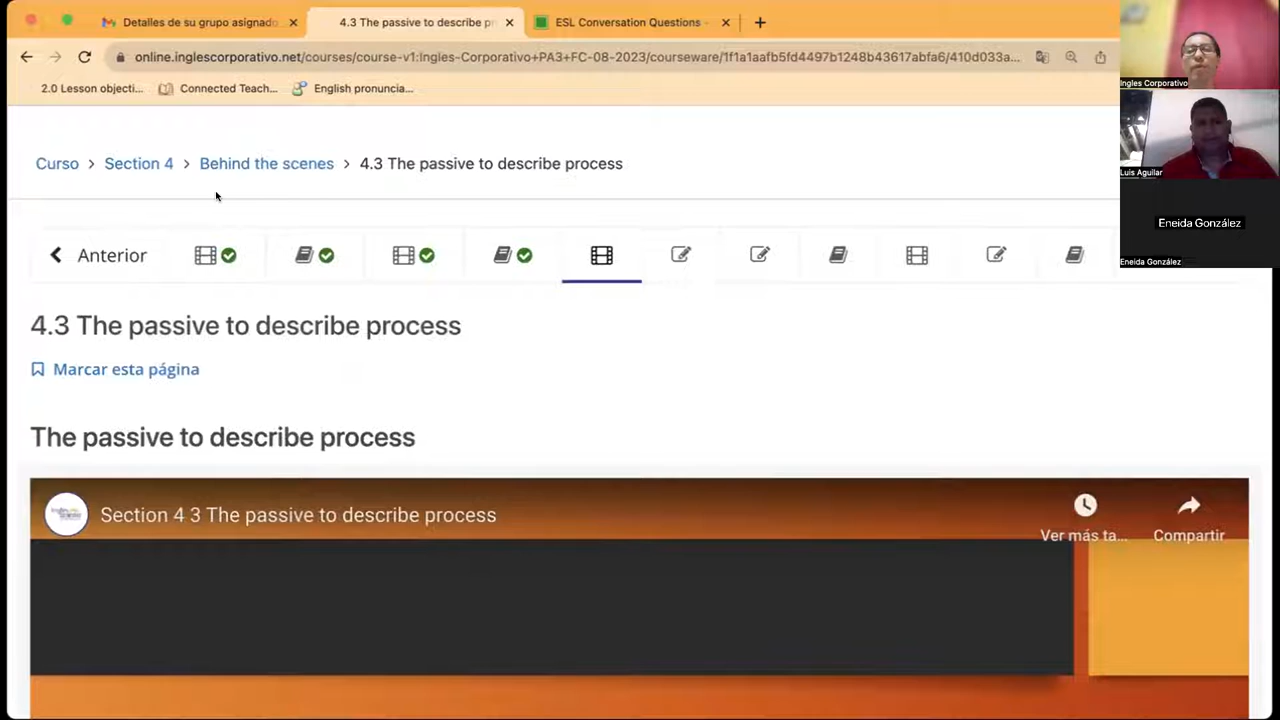 Detalles de su grupo asignado
4.3 The passive to describe pr
ESL Conversation Questions -
online.inglescorporativo.net/courses/course-v1:Ingles-Corporativo+PA3+FC-08-2023/courseware/1f1a1aafb5fd4497b1248b43617abfa6/410d033a...
2.0 Lesson objecti...
Connected Teach...
English pronuncia...
Ingles Corporativo
Luis Aguilar
Eneida González
Eneida González
Curso > Section 4 > Behind the scenes > 4.3 The passive to describe process
Anterior
4.3 The passive to describe process
Marcar esta página
The passive to describe process
Section 4 3 The passive to describe process
Ver más ta...
Compartir